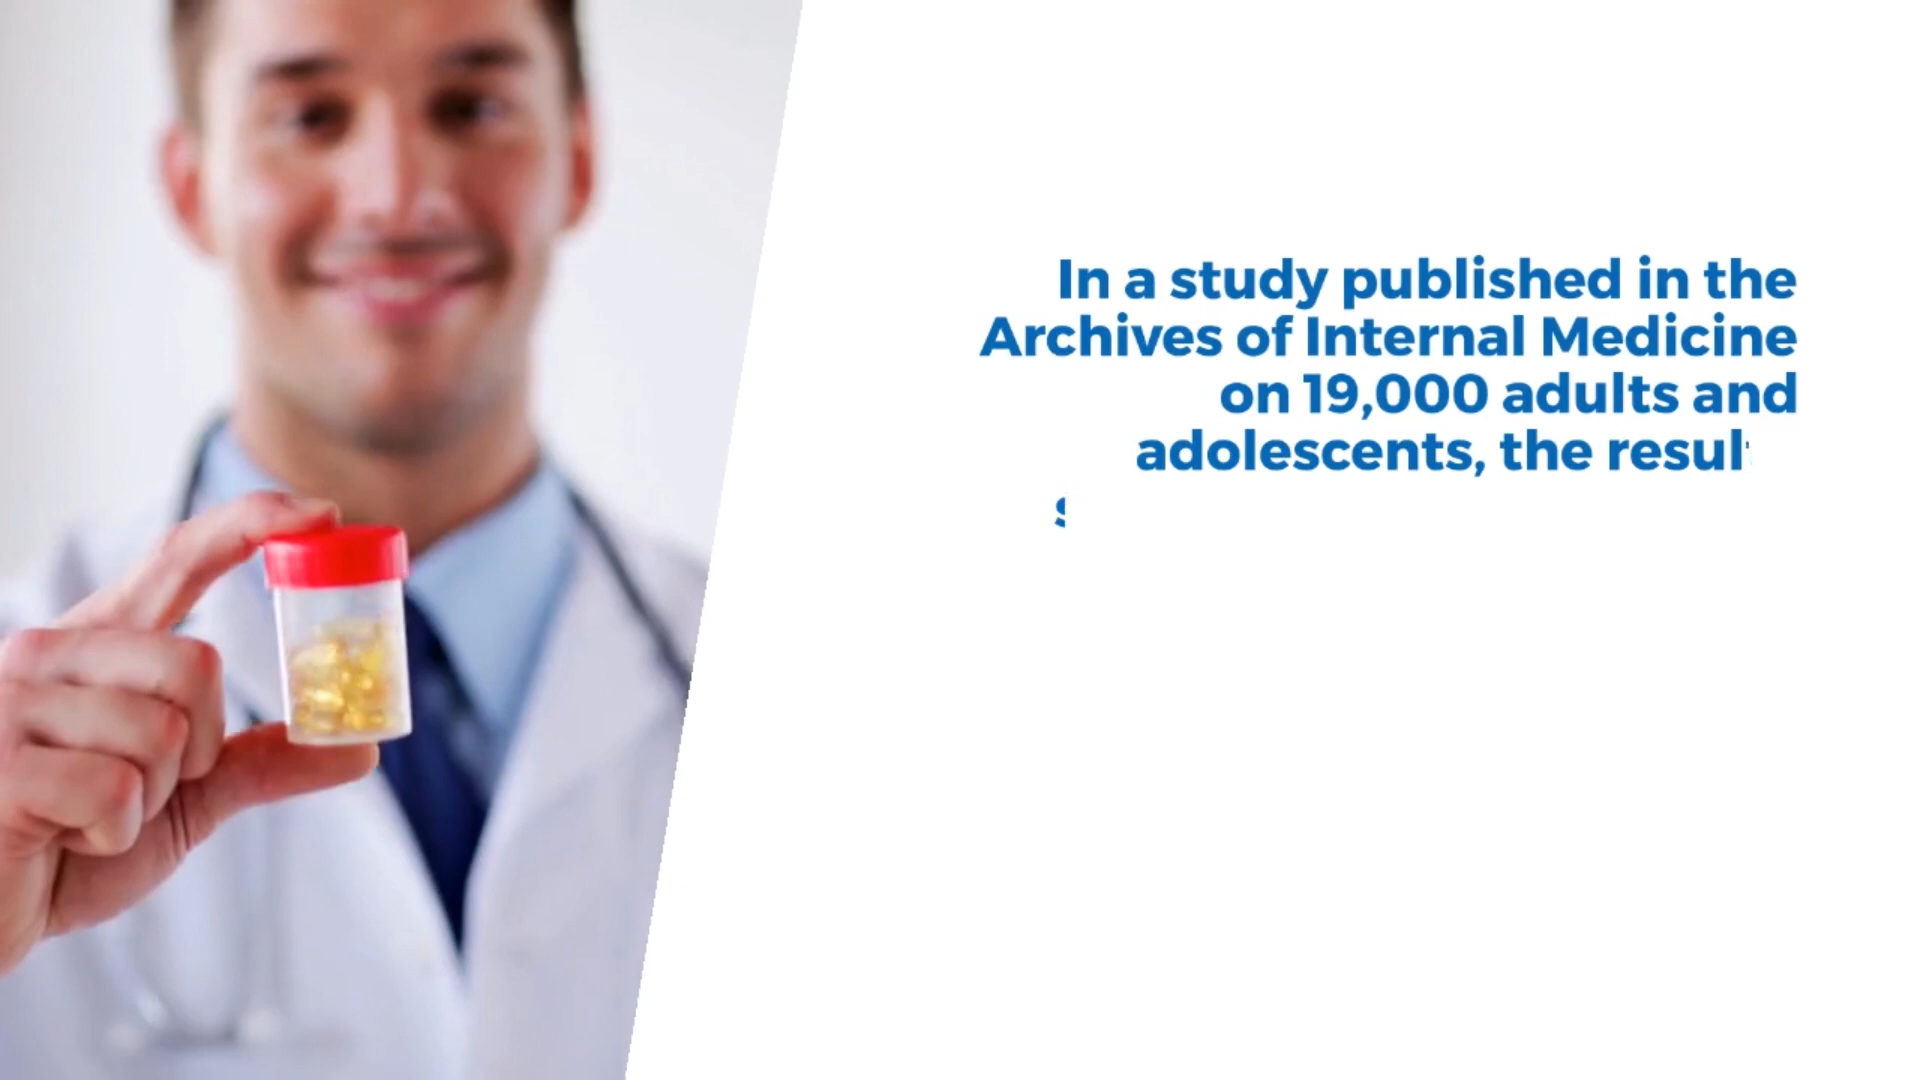 In a study published in the
Archives of Internal Medicine
on 19,000 adults and
adolescents, the